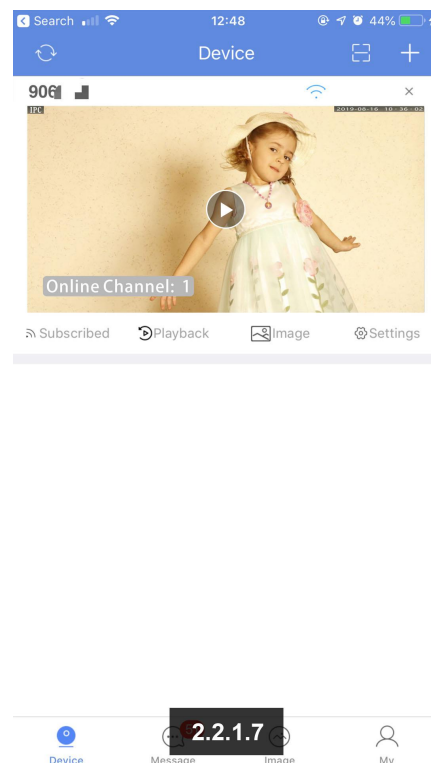 Search 12:48 44%
Device
906
IPC 2019-06-16 10:36:02
Online Channel: 1
Subscribed Playback Image Settings
2.2.1.7
Device Message Image My